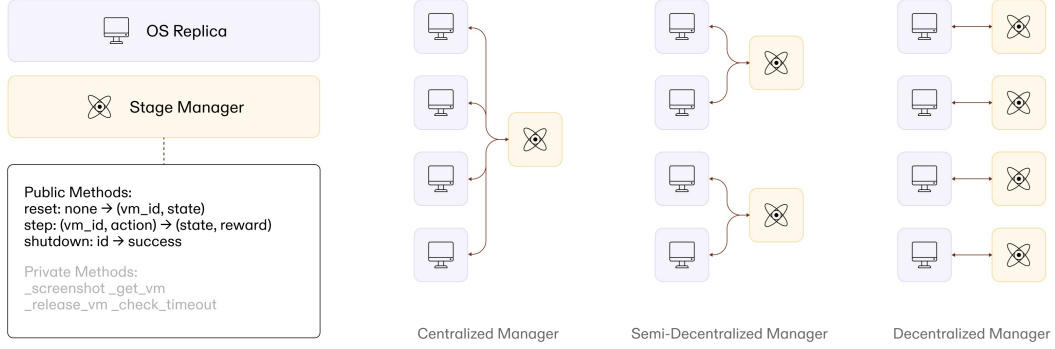 OS Replica
Stage Manager
Public Methods:
reset: none → (vm_id, state)
step: (vm_id, action) → (state, reward)
shutdown: id → success
Private Methods:
_screenshot _get_vm
_release_vm _check_timeout
Centralized Manager
Semi-Decentralized Manager
Decentralized Manager